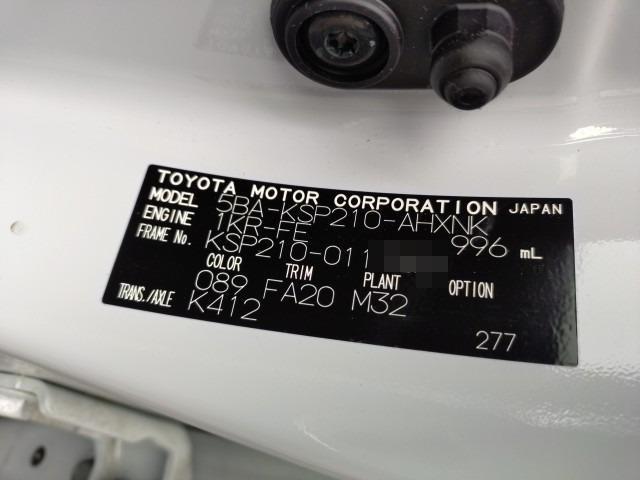 TOYOTA MOTOR CORPORATION JAPAN
MODEL 5BA-KSP210-AHXNK
ENGINE 1KR-FE 996 mL
FRAME No. KSP210-011
COLOR TRIM PLANT OPTION
089 FA20 M32
TRANS./AXLE K412
277